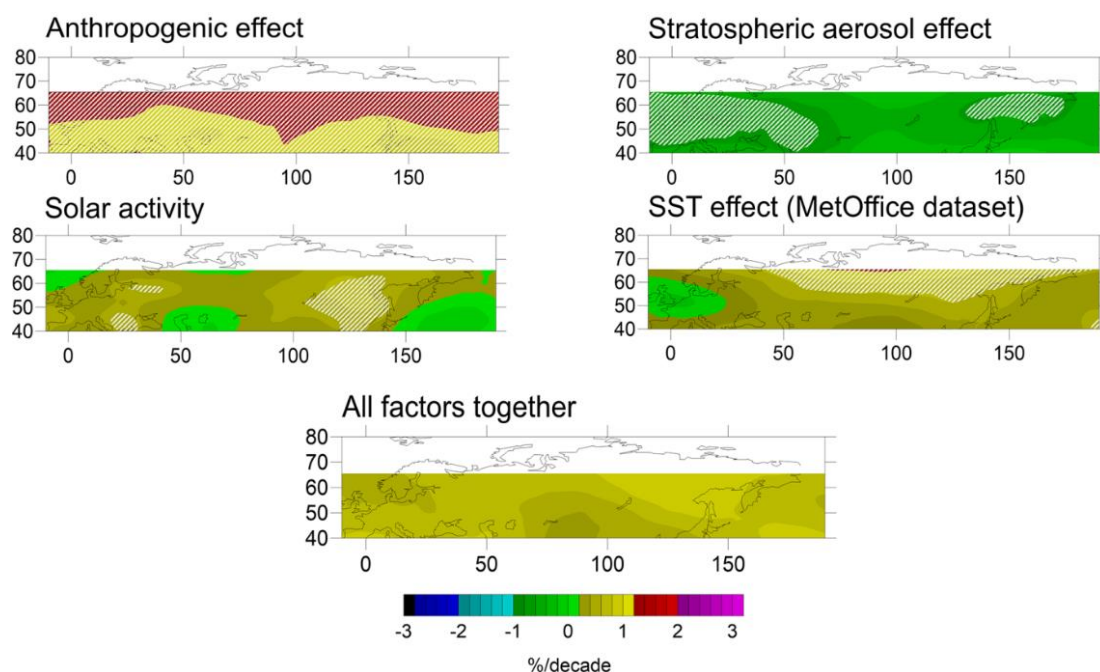 Anthropogenic effect
80
70
60
50
40
0 50 100 150
Stratospheric aerosol effect
80
70
60
50
40
0 50 100 150
Solar activity
80
70
60
50
40
0 50 100 150
SST effect (MetOffice dataset)
80
70
60
50
40
0 50 100 150
All factors together
80
70
60
50
40
0 50 100 150
-3 -2 -1 0 1 2 3
%/decade